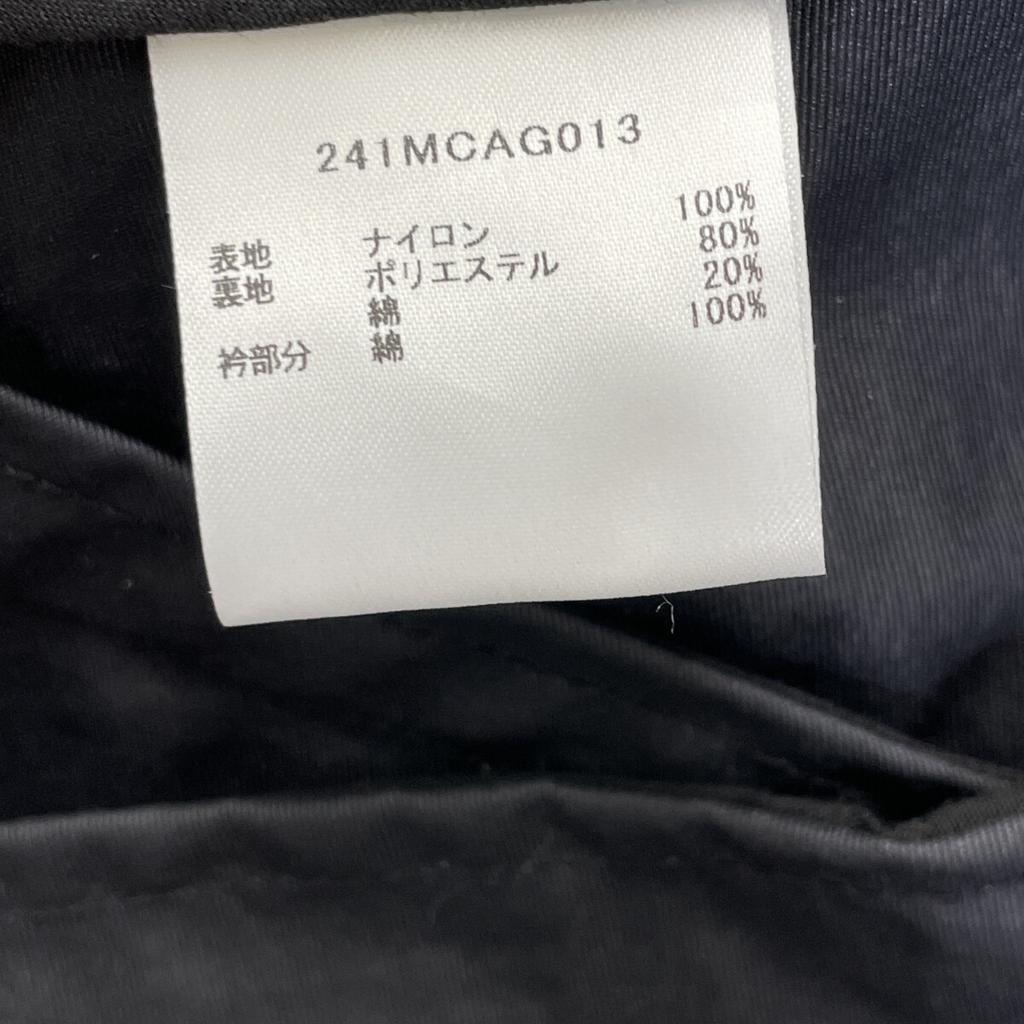 241MCAG013
表地 ナイロン 100%
裏地 ポリエステル 80%
綿 20%
衿部分 綿 100%